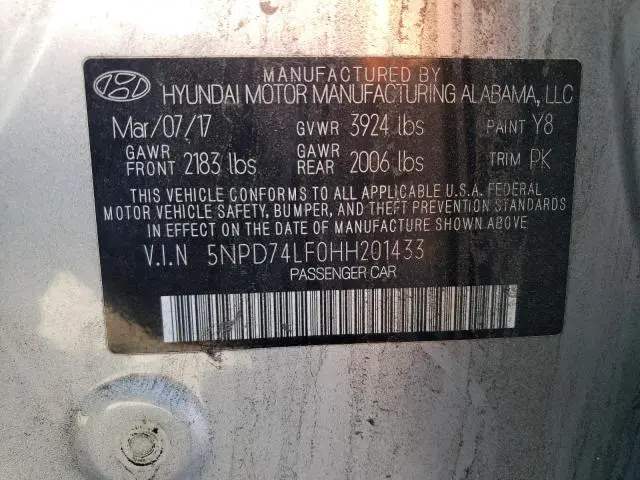 MANUFACTURED BY
HYUNDAI MOTOR MANUFACTURING ALABAMA, LLC
Mar/07/17 GVWR 3924 lbs PAINT Y8
GAWR FRONT 2183 lbs GAWR REAR 2006 lbs TRIM PK
THIS VEHICLE CONFORMS TO ALL APPLICABLE U.S.A. FEDERAL
MOTOR VEHICLE SAFETY, BUMPER, AND THEFT PREVENTION STANDARDS
IN EFFECT ON THE DATE OF MANUFACTURE SHOWN ABOVE.
V.I.N 5NPD74LF0HH201433
PASSENGER CAR